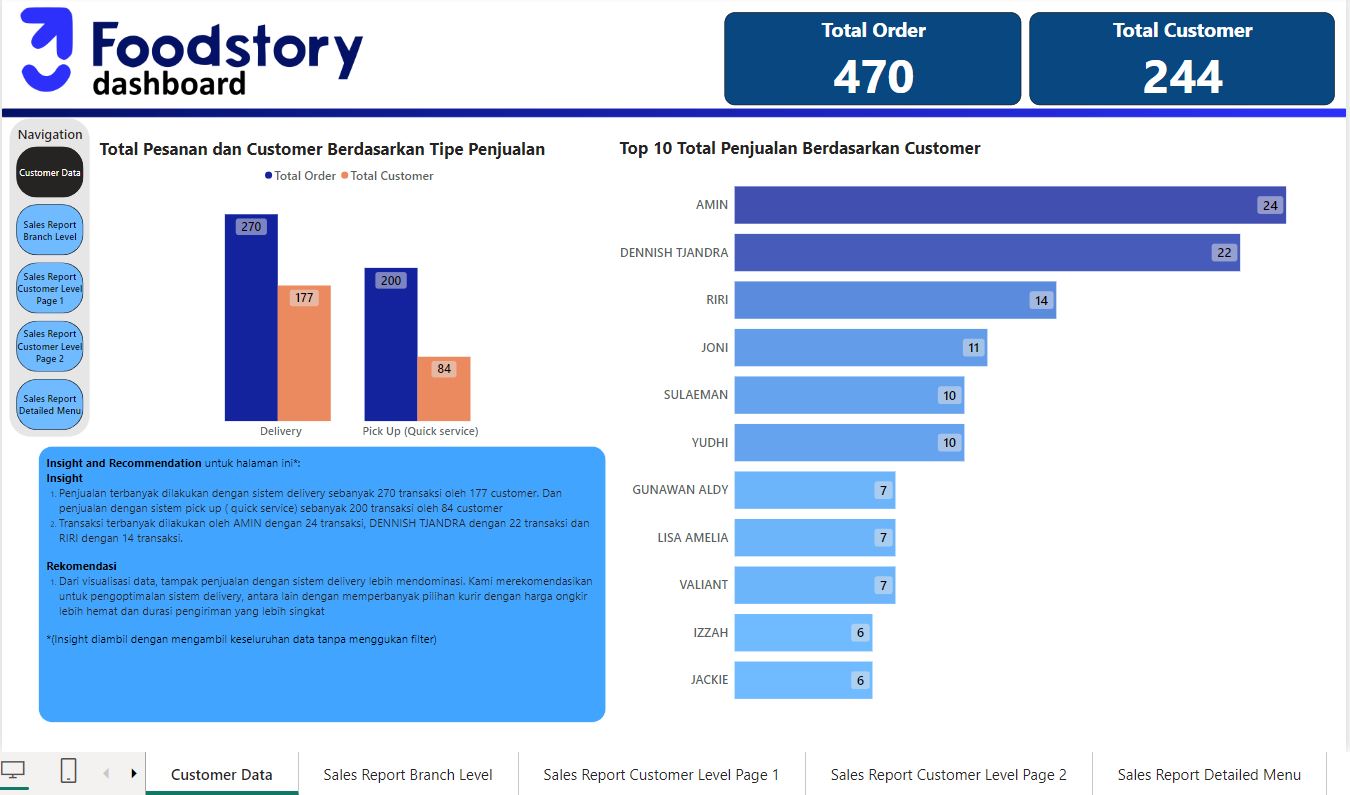 Foodstory
dashboard
Total Order
470
Total Customer
244
Navigation
Customer Data
Sales Report
Branch Level
Sales Report
Customer Level
Page 1
Sales Report
Customer Level
Page 2
Sales Report
Detailed Menu
Total Pesanan dan Customer Berdasarkan Tipe Penjualan
Total Order Total Customer
270
177
200
84
Delivery
Pick Up (Quick service)
Insight and Recommendation untuk halaman ini*:
Insight
1. Penjualan terbanyak dilakukan dengan sistem delivery sebanyak 270 transaksi oleh 177 customer. Dan
penjualan dengan sistem pick up ( quick service) sebanyak 200 transaksi oleh 84 customer
2. Transaksi terbanyak dilakukan oleh AMIN dengan 24 transaksi, DENNISH TJANDRA dengan 22 transaksi dan
RIRI dengan 14 transaksi.
Rekomendasi
1. Dari visualisasi data, tampak penjualan dengan sistem delivery lebih mendominasi. Kami merekomendasikan
untuk pengoptimalan sistem delivery, antara lain dengan memperbanyak pilihan kurir dengan harga ongkir
lebih hemat dan durasi pengiriman yang lebih singkat
*(Insight diambil dengan mengambil keseluruhan data tanpa menggukan filter)
Top 10 Total Penjualan Berdasarkan Customer
AMIN 24
DENNISH TJANDRA 22
RIRI 14
JONI 11
SULAEMAN 10
YUDHI 10
GUNAWAN ALDY 7
LISA AMELIA 7
VALIANT 7
IZZAH 6
JACKIE 6
Customer Data
Sales Report Branch Level
Sales Report Customer Level Page 1
Sales Report Customer Level Page 2
Sales Report Detailed Menu